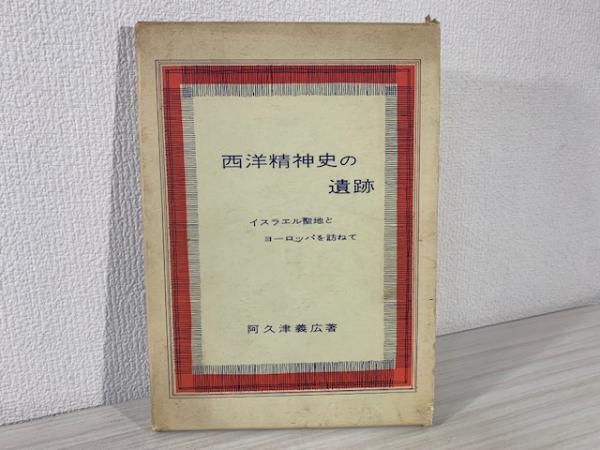 西洋精神史の
遺跡
イスラエル聖地と
ヨーロッパを訪ねて
阿久津義広著